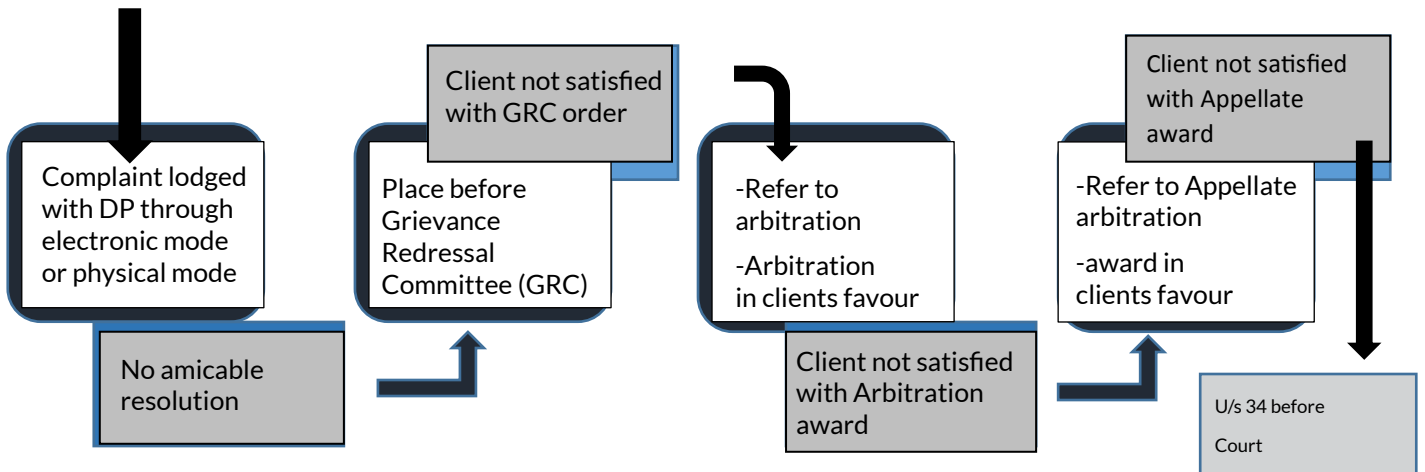 Complaint lodged
with DP through
electronic mode
or physical mode
No amicable
resolution
Client not satisfied
with GRC order
Place before
Grievance
Redressal
Committee (GRC)
-Refer to
arbitration
-Arbitration
in clients favour
Client not satisfied
with Arbitration
award
Client not satisfied
with Appellate
award
-Refer to Appellate
arbitration
-award in
clients favour
U/s 34 before
Court